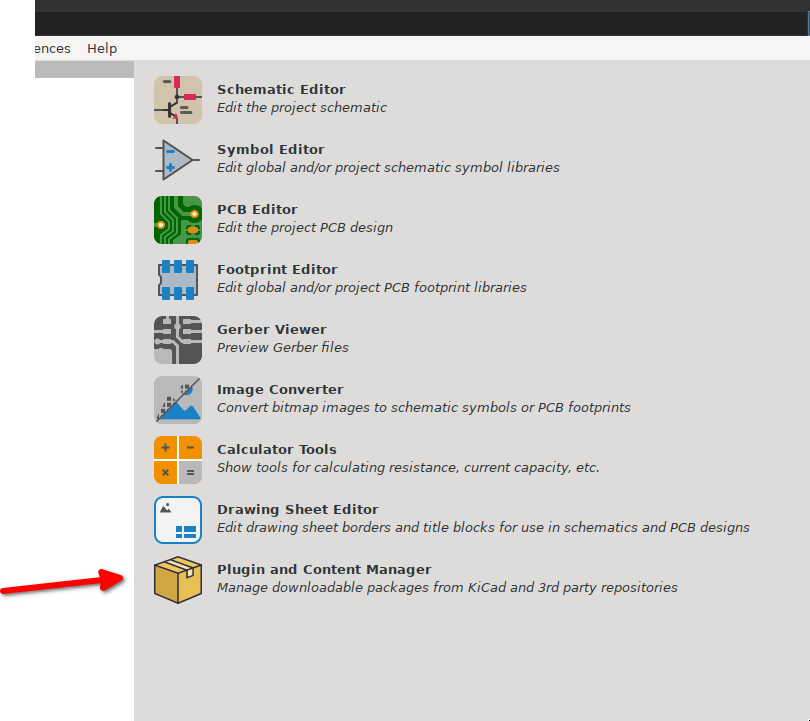 ences Help
Schematic Editor
Edit the project schematic
Symbol Editor
Edit global and/or project schematic symbol libraries
PCB Editor
Edit the project PCB design
Footprint Editor
Edit global and/or project PCB footprint libraries
Gerber Viewer
Preview Gerber files
Image Converter
Convert bitmap images to schematic symbols or PCB footprints
Calculator Tools
Show tools for calculating resistance, current capacity, etc.
Drawing Sheet Editor
Edit drawing sheet borders and title blocks for use in schematics and PCB designs
Plugin and Content Manager
Manage downloadable packages from KiCad and 3rd party repositories